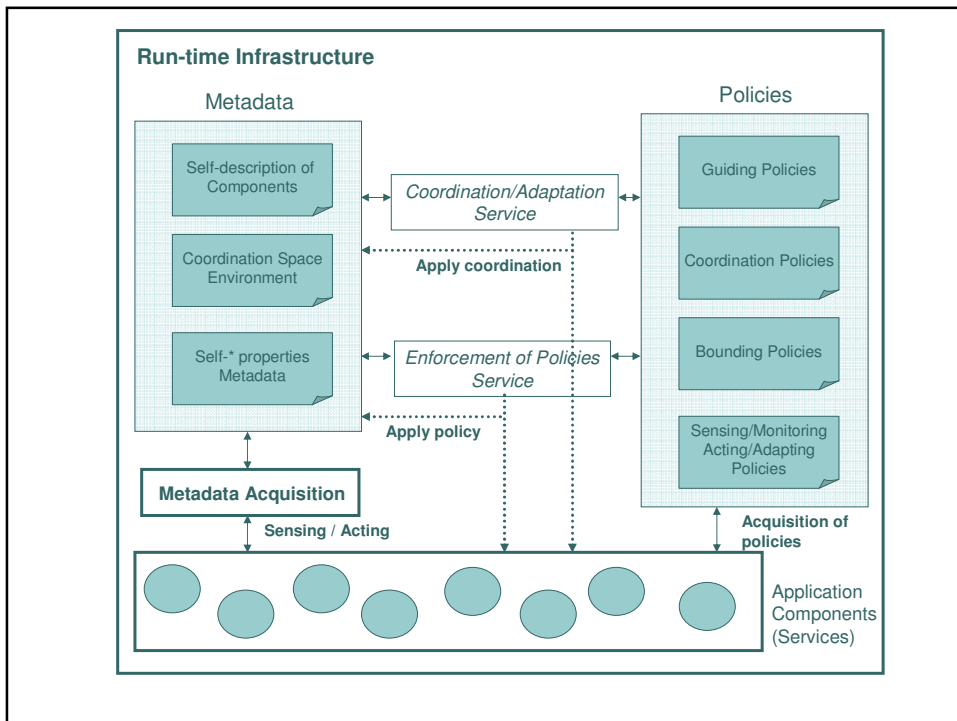 Run-time Infrastructure
Metadata
Policies
Self-description of
Components
Coordination Space
Environment
Self-* properties
Metadata
Coordination/Adaptation
Service
Apply coordination
Enforcement of Policies
Service
Apply policy
Guiding Policies
Coordination Policies
Bounding Policies
Sensing/Monitoring
Acting/Adapting
Policies
Metadata Acquisition
Sensing / Acting
Acquisition of
policies
Application
Components
(Services)